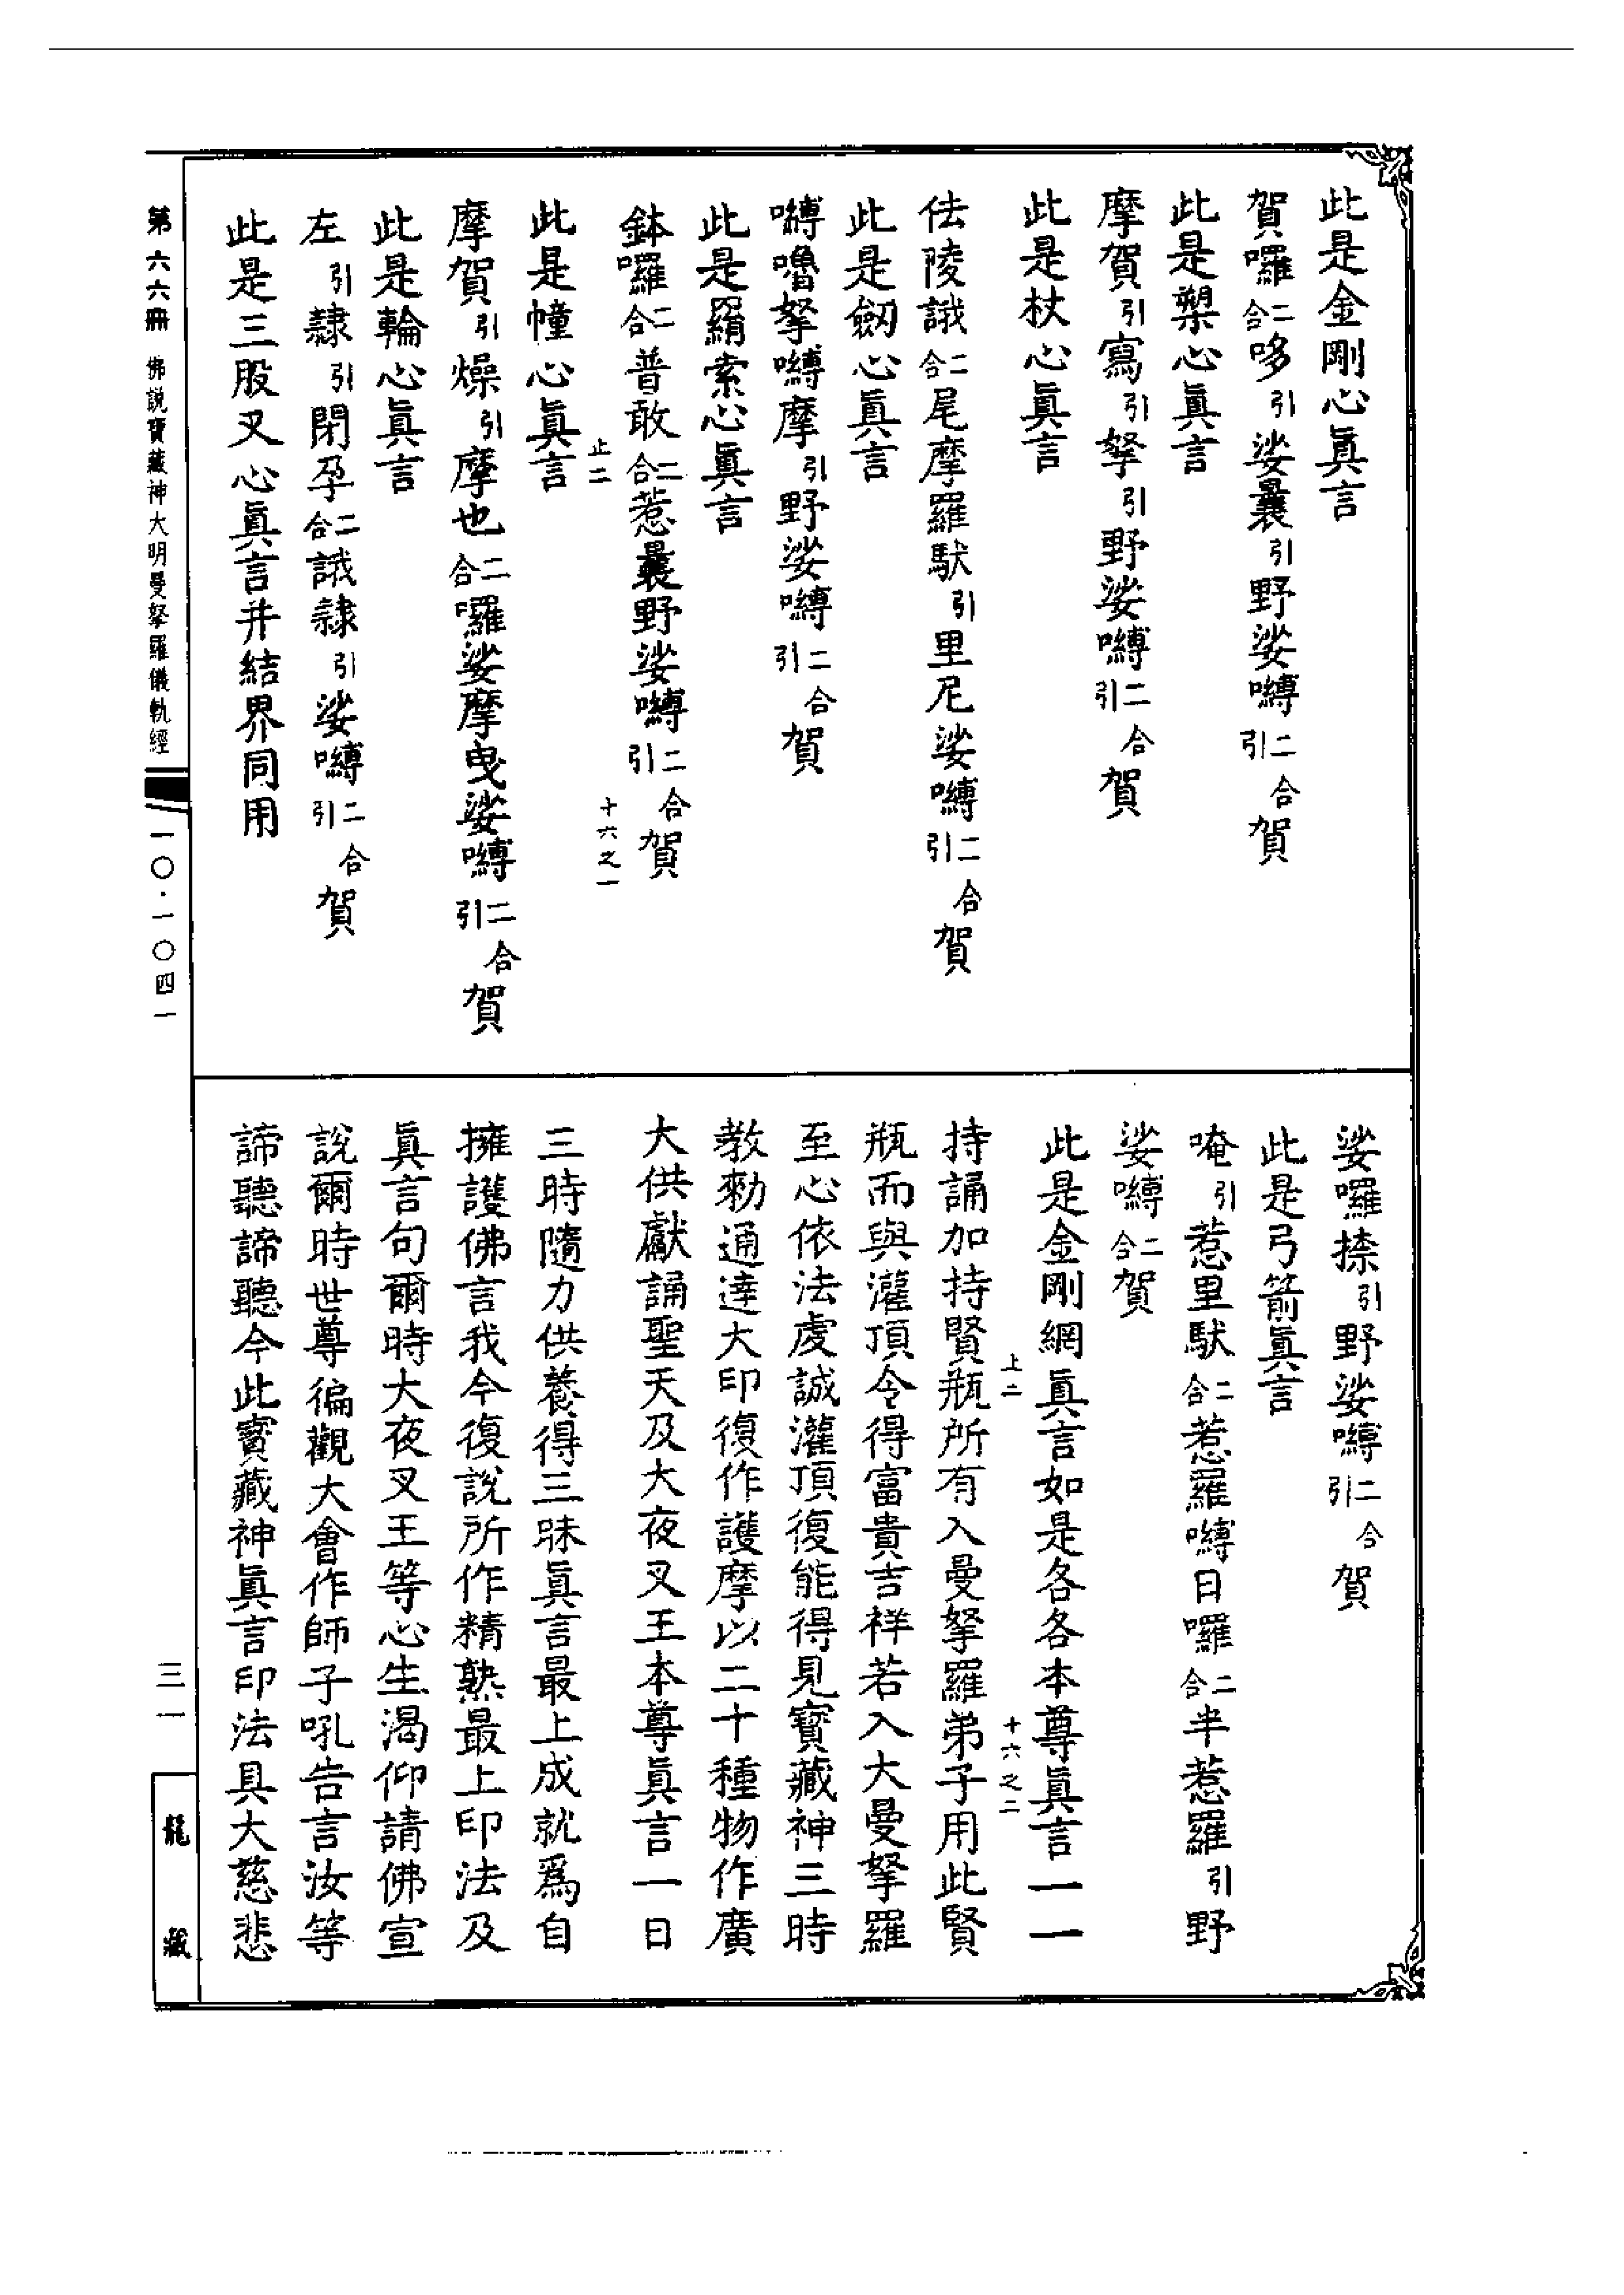 此是金剛心眞言
賀囉二合哆引娑曩引野娑嚩二合引賀
此是槊心眞言
摩賀引寫引拏引野娑嚩二合引賀
此是杖心眞言
佉陵誐二合尾摩羅馱引里尼娑嚩二合引賀
此是劔心眞言
嚩嚕拏嚩摩引野娑嚩二合引賀
此是羂索心眞言
鉢囉二合普敢二合惹曩野娑嚩二合引賀
止二 十六之一
此是幢心眞言
摩賀引燥引摩也二合囉娑摩曳娑嚩二合引賀
此是輪心眞言
左引隸引閉孕二合誐隸引娑嚩二合引賀
此是三股叉心眞言并結界同用
娑囉捺引野娑嚩二合引賀
此是弓箭眞言
唵引惹里馱二合惹羅嚩日囉二合半惹羅引野
娑嚩二合賀
此是金剛網眞言如是各各本尊眞言一一
上二 十六之二
持誦加持賢瓶所有入曼拏羅弟子用此賢
瓶而與灌頂令得富貴吉祥若入大曼拏羅
至心依法虔誠灌頂復能得見寶藏神三時
教勑通達大印復作護摩以二十種物作廣
大供獻誦聖天及大夜叉王本尊眞言一日
三時隨力供養得三昧眞言最上成就爲自
擁護佛言我今復說所作精熟最上印法及
眞言句爾時大夜叉王等心生渴仰請佛宣
說爾時世尊徧觀大會作師子吼告言汝等
諦聽諦聽今此寶藏神眞言印法具大慈悲
第六六冊 佛說寶藏神大明曼拏羅儀軌經 一〇·一〇四一
三一 龍藏